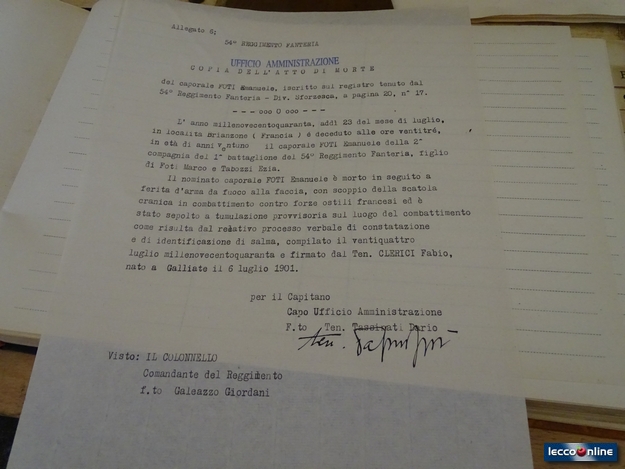 Allegato 6:
54° REGGIMENTO FANTERIA
UFFICIO AMMINISTRAZIONE
COPIA DELL'ATTO DI MORTE
del caporale FOTI Emanuele, iscritto sul registro tenuto dal
54° Reggimento Fanteria - Div. Sforzesca, a pagina 20, n° 17.
--- ooo O ooo ---
L'anno millenovecentoquaranta, addì 23 del mese di luglio,
in località Brianzone ( Francia ) è deceduto alle ore ventitré,
in età di anni ventuno il caporale FOTI Emanuele della 2^
compagnia del 1° battaglione del 54° Reggimento Fanteria, figlio
di Foti Marco e Tabozzi Ezia.
Il nominato caporale FOTI Emanuele è morto in seguito a
ferita d'arma da fuoco alla faccia, con scoppio della scatola
cranica in combattimento contro forze ostili francesi ed è
stato sepolto a tumulazione provvisoria sul luogo del combattimento
come risulta dal relativo processo verbale di constatazione
e di identificazione di salma, compilato il ventiquattro
luglio millenovecentoquaranta e firmato dal Ten. CLERICI Fabio,
nato a Galliate il 6 luglio 1901.
per il Capitano
Capo Ufficio Amministrazione
F.to Ten. Tassicati Dario
ten.
Visto: IL COLONNELLO
Comandante del Reggimento
f.to Galeazzo Giordani
leccoonline